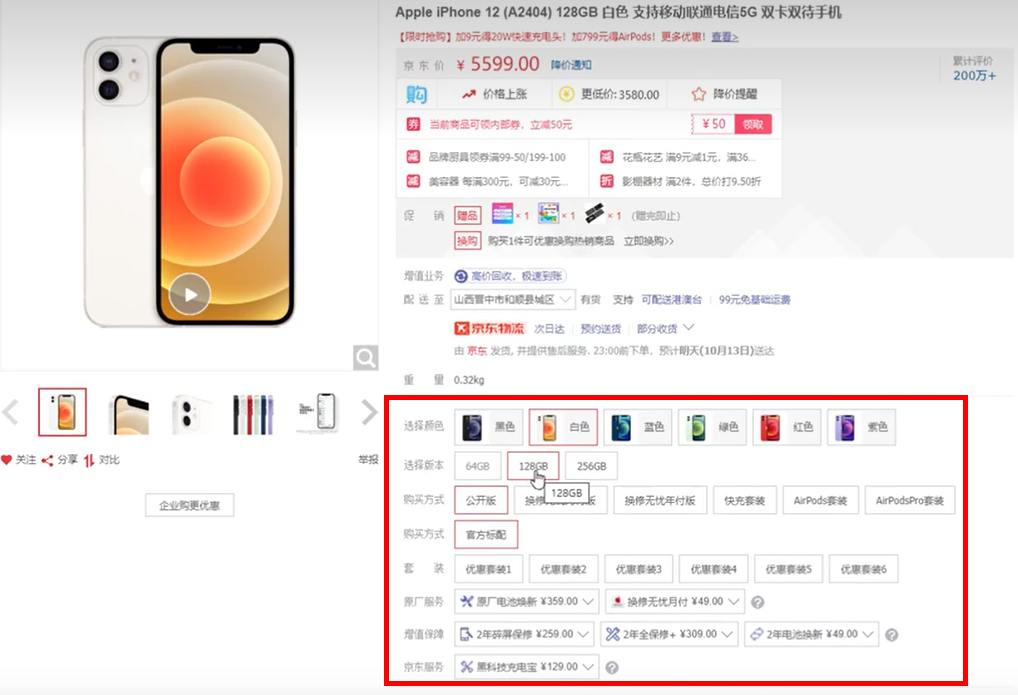 Apple iPhone 12 (A2404) 128GB 白色 支持移动联通电信5G 双卡双待手机
【限时抢购】加9元得20W快速充电头！加799元得AirPods！更多优惠！查看>
京东价 ￥5599.00 降价通知
累计评价
200万+
购 价格上涨 更低价: 3580.00 降价提醒
券 当前商品可领内部券，立减50元 ￥50 领取
减 品牌厨具领券满99-50/199-100 减 花瓶花艺 满9元减1元，满36...
减 美容器 每满300元，可减30元... 折 影棚器材 满2件，总价打9.50折
促销 赠品 ×1 ×1 ×1 (赠完即止)
换购 购买1件可优惠换购热销商品 立即换购>>
增值业务 高价回收，极速到账
配送至 山西晋中市和顺县城区 有货 支持 可配送港澳台 99元免基础运费
京东物流 次日达 预约送货 部分收货
由 京东 发货, 并提供售后服务. 23:00前下单，预计明天(10月13日)送达
重量 0.32kg
关注 分享 对比 举报
企业购更优惠
选择颜色 黑色 白色 蓝色 绿色 红色 紫色
选择版本 64GB 128GB 256GB
128GB
购买方式 公开版 换修无忧年付版 快充套装 AirPods套装 AirPodsPro套装
购买方式 官方标配
套装 优惠套装1 优惠套装2 优惠套装3 优惠套装4 优惠套装5 优惠套装6
原厂服务 原厂电池焕新 ¥359.00 换修无忧月付 ¥49.00 ?
增值保障 2年碎屏保修 ¥259.00 2年全保修+ ¥309.00 2年电池换新 ¥49.00 ?
京东服务 黑科技充电宝 ¥129.00 ?